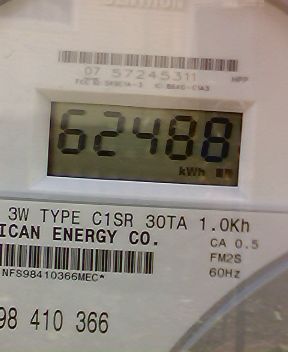 07 57245311 HPP
62488
kWh
3W TYPE C1SR 30TA 1.0Kh
ICAN ENERGY CO.
CA 0.5
FM2S
NFS98410366MEC*
60Hz
98 410 366